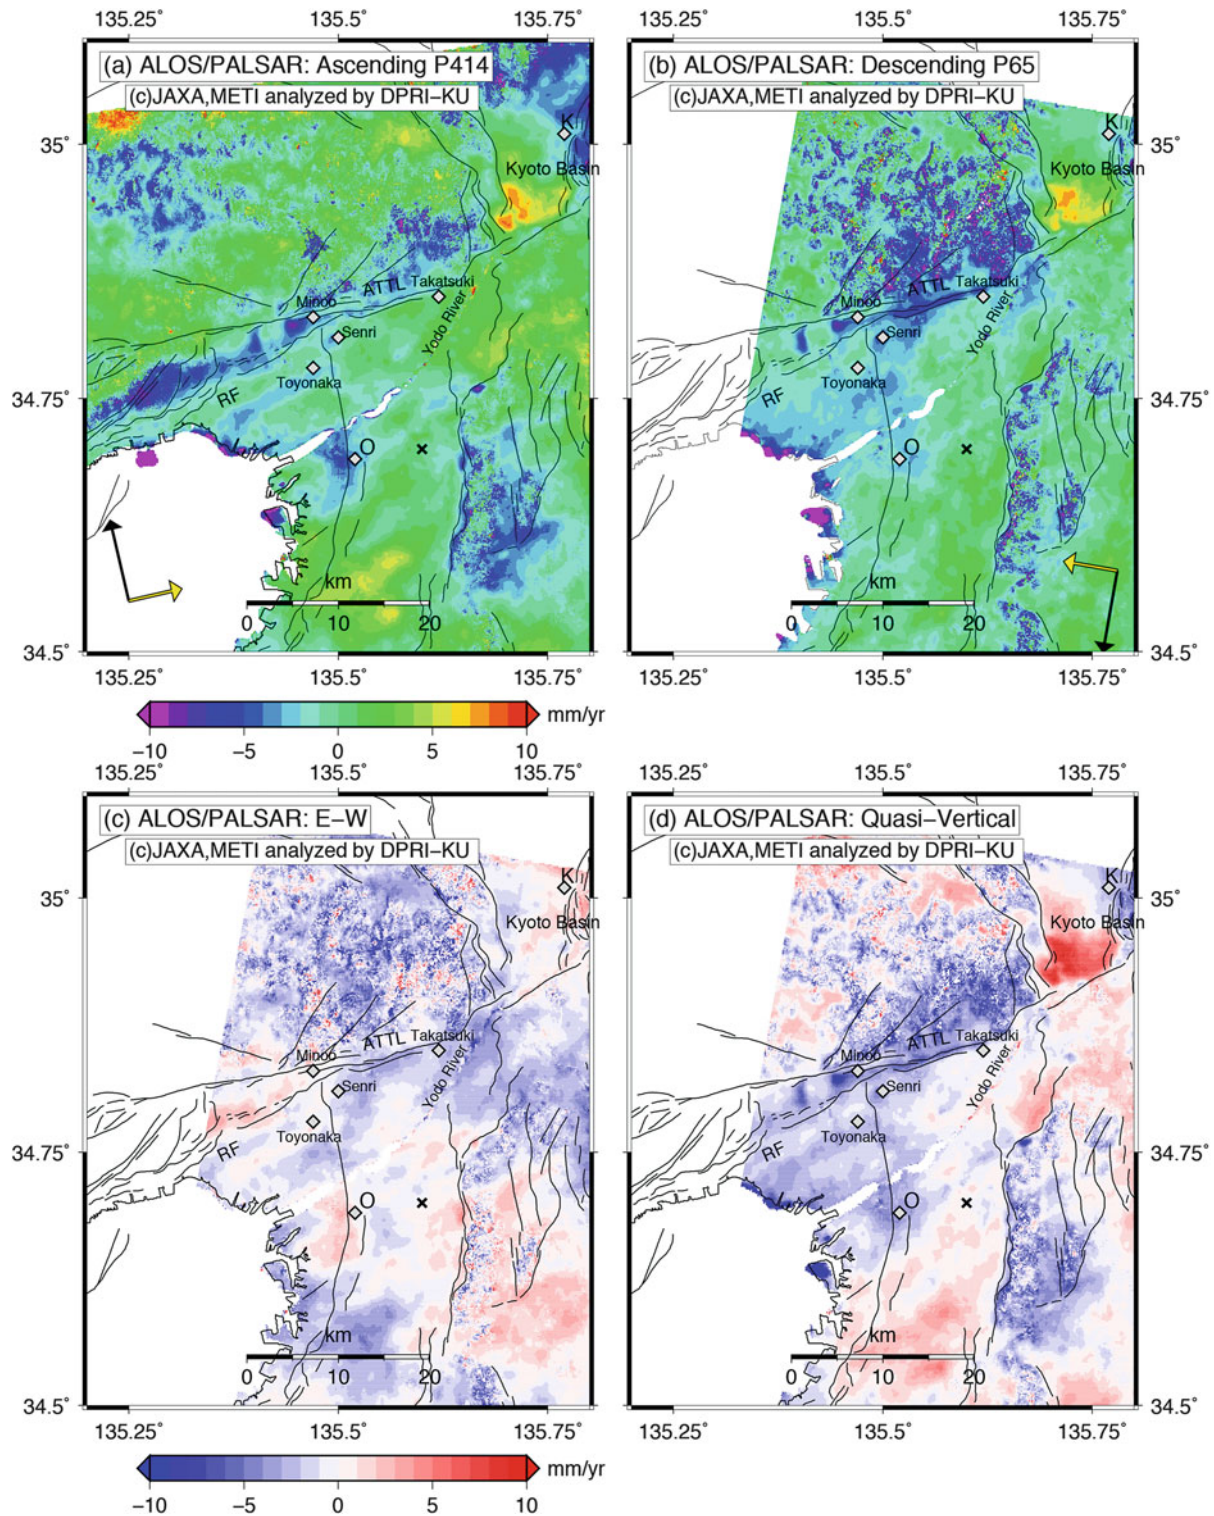 135.25° 135.5° 135.75° 135.25° 135.5° 135.75°
(a) ALOS/PALSAR: Ascending P414
(c)JAXA,METI analyzed by DPRI-KU
K
35°
Kyoto Basin
Minoo
ATTL
Takatsuki
Senri
Yodo River
Toyonaka
RF
34.75°
O
km
0 10 20
34.5°
135.25° 135.5° 135.75°
(b) ALOS/PALSAR: Descending P65
(c)JAXA,METI analyzed by DPRI-KU
K
35°
Kyoto Basin
Minoo
ATTL
Takatsuki
Senri
Yodo River
Toyonaka
RF
34.75°
O
km
0 10 20
34.5°
135.25° 135.5° 135.75°
mm/yr
−10 −5 0 5 10
135.25° 135.5° 135.75° 135.25° 135.5° 135.75°
(c) ALOS/PALSAR: E−W
(c)JAXA,METI analyzed by DPRI-KU
K
35°
Kyoto Basin
Minoo
ATTL
Takatsuki
Senri
Yodo River
Toyonaka
RF
34.75°
O
km
0 10 20
34.5°
135.25° 135.5° 135.75°
(d) ALOS/PALSAR: Quasi−Vertical
(c)JAXA,METI analyzed by DPRI-KU
K
35°
Kyoto Basin
Minoo
ATTL
Takatsuki
Senri
Yodo River
Toyonaka
RF
34.75°
O
km
0 10 20
34.5°
135.25° 135.5° 135.75°
mm/yr
−10 −5 0 5 10